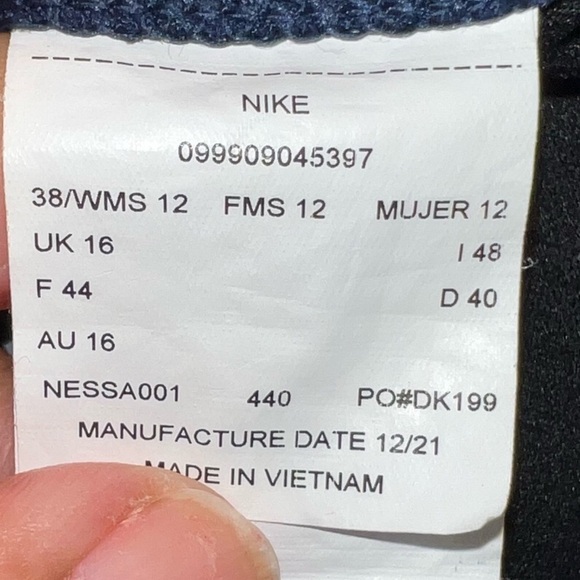 NIKE
099909045397
38/WMS 12 FMS 12 MUJER 12
UK 16 I 48
F 44 D 40
AU 16
NESSA001 440 PO#DK199
MANUFACTURE DATE 12/21
MADE IN VIETNAM